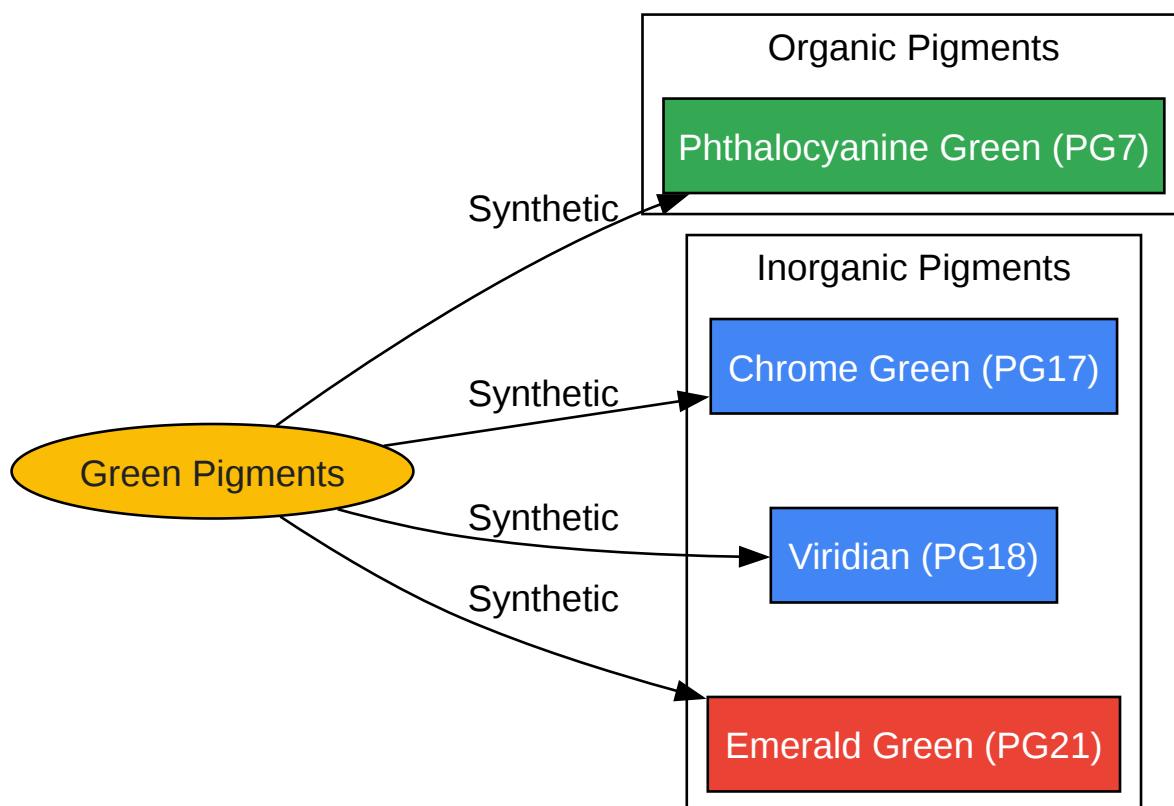 Organic Pigments
Phthalocyanine Green (PG7)
Synthetic
Inorganic Pigments
Chrome Green (PG17)
Synthetic
Green Pigments
Synthetic
Viridian (PG18)
Synthetic
Emerald Green (PG21)